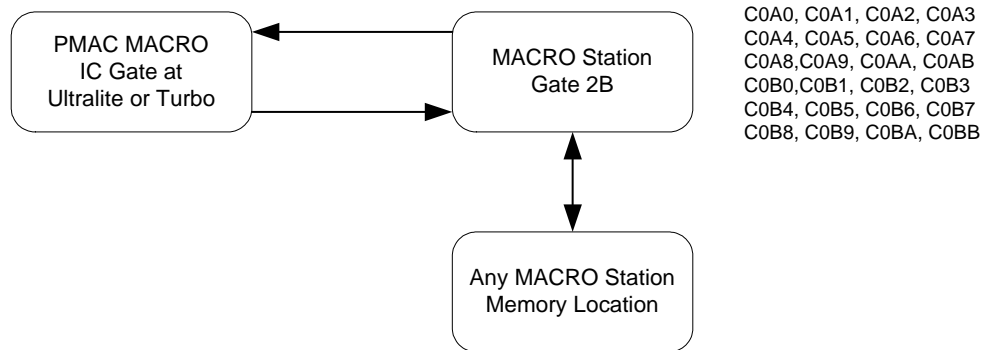 PMAC MACRO
IC Gate at
Ultralite or Turbo
MACRO Station
Gate 2B
C0A0, C0A1, C0A2, C0A3
C0A4, C0A5, C0A6, C0A7
C0A8,C0A9, C0AA, C0AB
C0B0,C0B1, C0B2, C0B3
C0B4, C0B5, C0B6, C0B7
C0B8, C0B9, C0BA, C0BB
Any MACRO Station
Memory Location